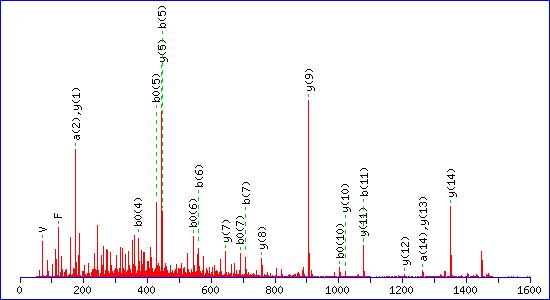 V
F
a(2),y(1)
b0(4)
b0(5)
y(5) - b(5)
b0(6)
b(6)
y(7)
b0(7)
b(7)
y(8)
y(9)
b0(10)
y(10)
y(11) - b(11)
y(12)
a(14),y(13)
y(14)
0 200 400 600 800 1000 1200 1400 1600